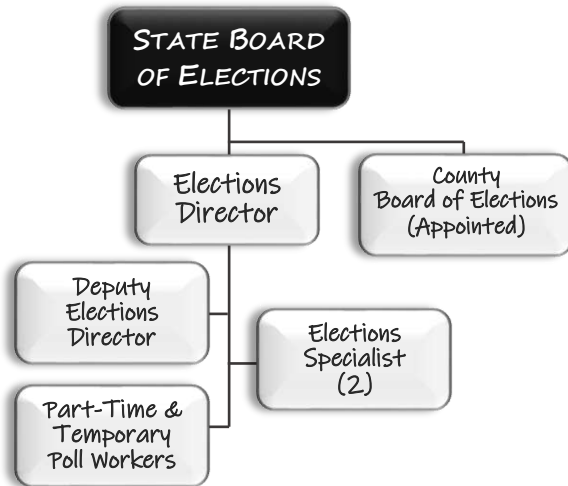 STATE BOARD
OF ELECTIONS
Elections
Director
County
Board of Elections
(Appointed)
Deputy
Elections
Director
Elections
Specialist
(2)
Part-Time &
Temporary
Poll Workers